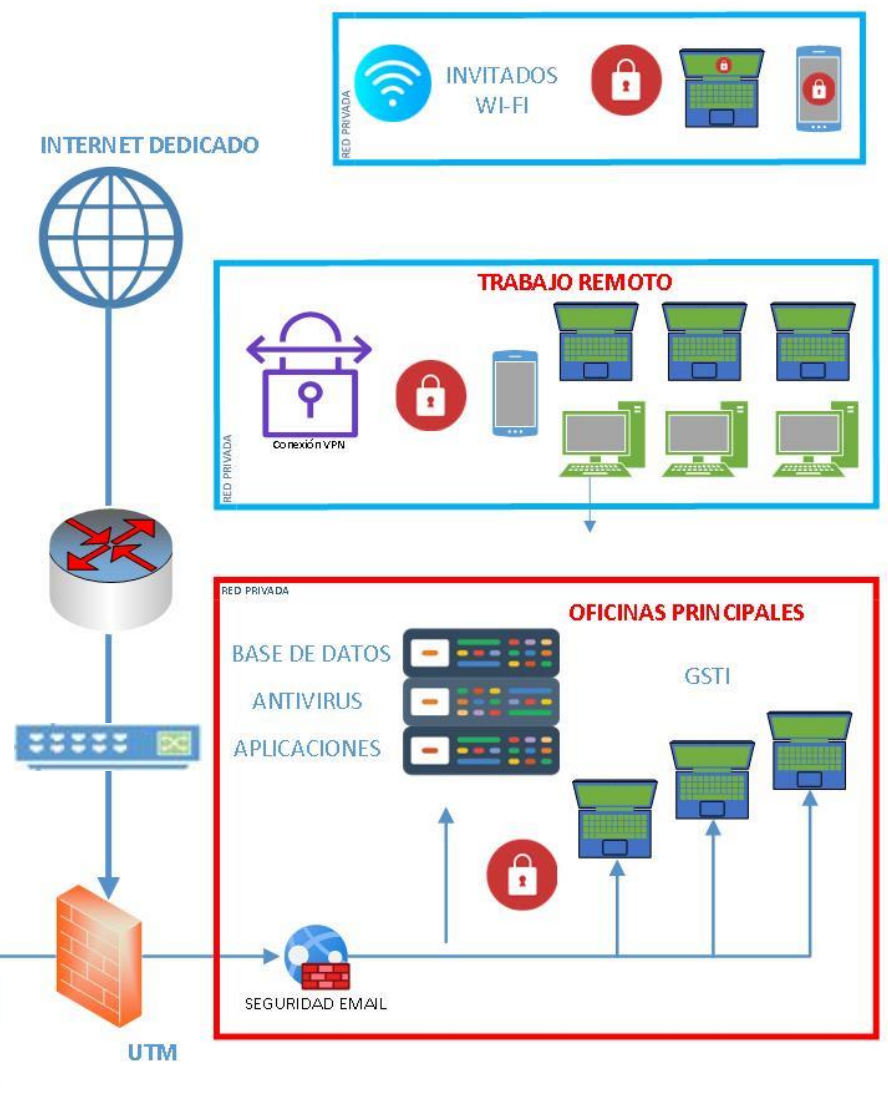 INVITADOS
WI-FI
RED PRIVADA
INTERNET DEDICADO
TRABAJO REMOTO
Conexión VPN
RED PRIVADA
RED PRIVADA
OFICINAS PRINCIPALES
BASE DE DATOS
GSTI
ANTIVIRUS
APLICACIONES
SEGURIDAD EMAIL
UTM